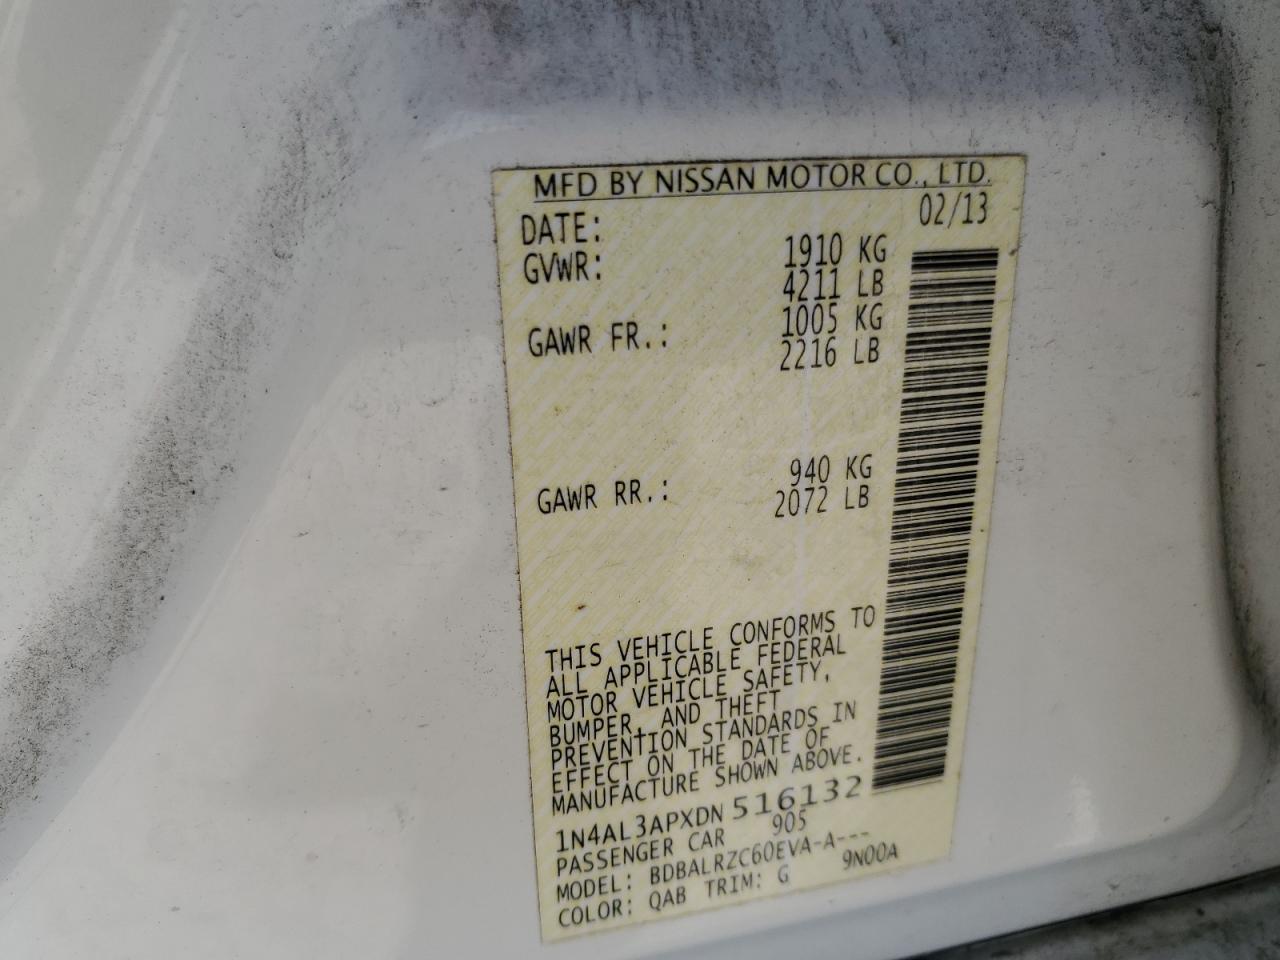 MFD BY NISSAN MOTOR CO., LTD.
DATE: 02/13
GVWR: 1910 KG
4211 LB
GAWR FR.: 1005 KG
2216 LB
GAWR RR.: 940 KG
2072 LB
THIS VEHICLE CONFORMS TO
ALL APPLICABLE FEDERAL
MOTOR VEHICLE SAFETY,
BUMPER, AND THEFT
PREVENTION STANDARDS IN
EFFECT ON THE DATE OF
MANUFACTURE SHOWN ABOVE.
1N4AL3APXDN516132
PASSENGER CAR 905
MODEL: BDBALRZC60EVA-A---
COLOR: QAB TRIM: G 9N00A